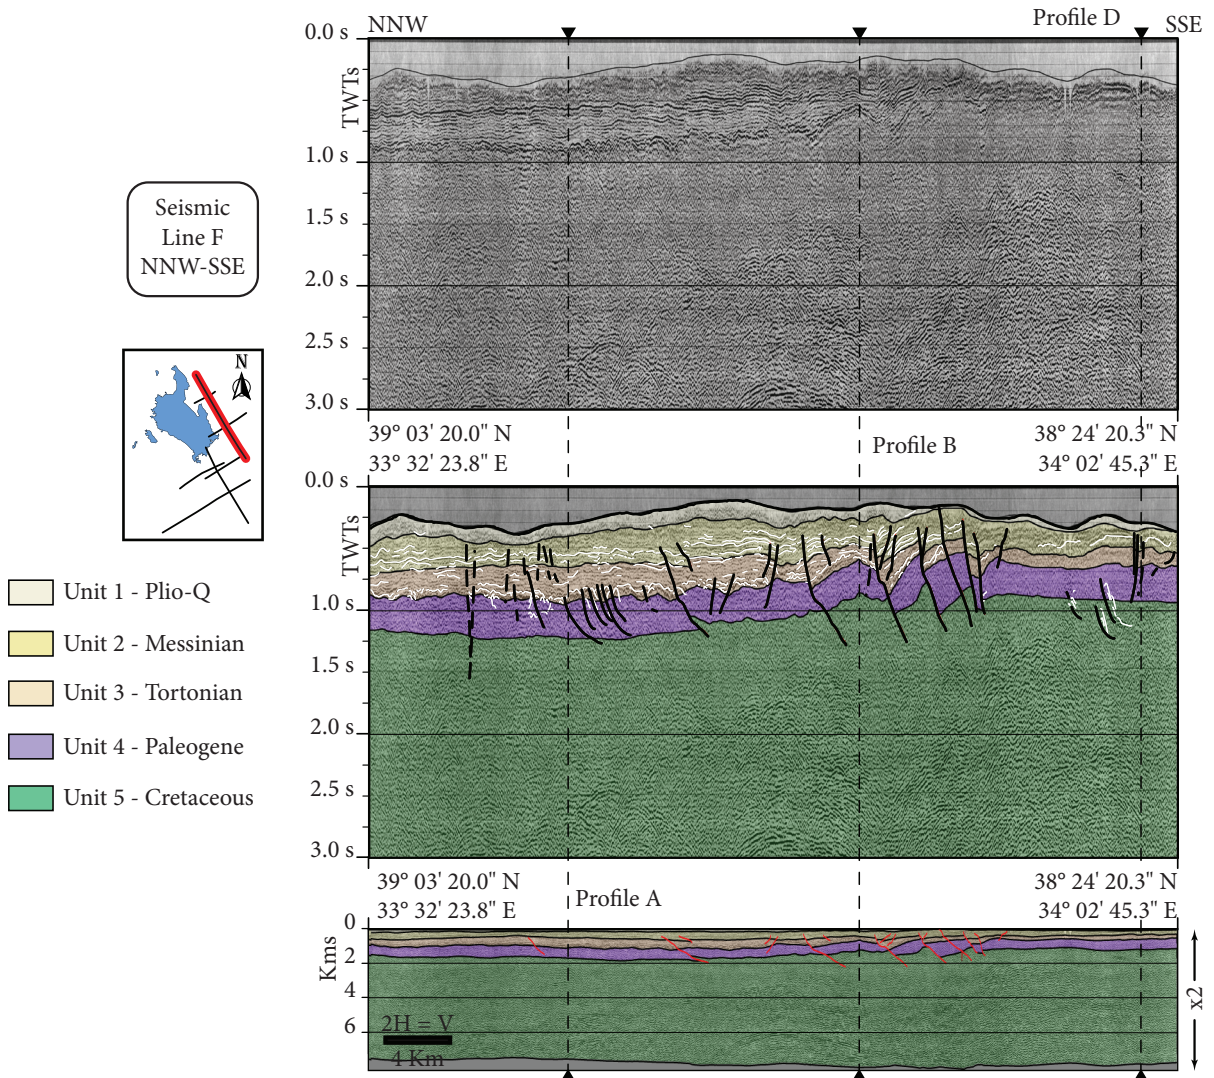 NNW
Profile D
SSE
0.0 s
TWTs
1.0 s
1.5 s
2.0 s
2.5 s
3.0 s
Seismic
Line F
NNW-SSE
N
39° 03' 20.0" N
33° 32' 23.8" E
Profile B
38° 24' 20.3" N
34° 02' 45.3" E
0.0 s
TWTs
1.0 s
1.5 s
2.0 s
2.5 s
3.0 s
Unit 1 - Plio-Q
Unit 2 - Messinian
Unit 3 - Tortonian
Unit 4 - Paleogene
Unit 5 - Cretaceous
39° 03' 20.0" N
33° 32' 23.8" E
Profile A
38° 24' 20.3" N
34° 02' 45.3" E
0
Kms
2
4
6
2H = V
4 Km
x2